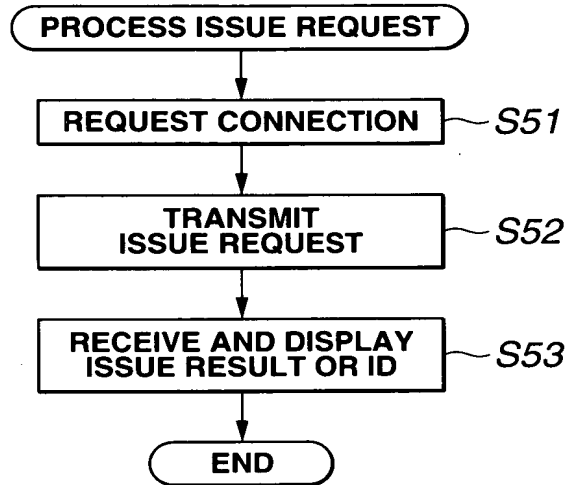 PROCESS ISSUE REQUEST
REQUEST CONNECTION
S51
TRANSMIT
ISSUE REQUEST
S52
RECEIVE AND DISPLAY
ISSUE RESULT OR ID
S53
END